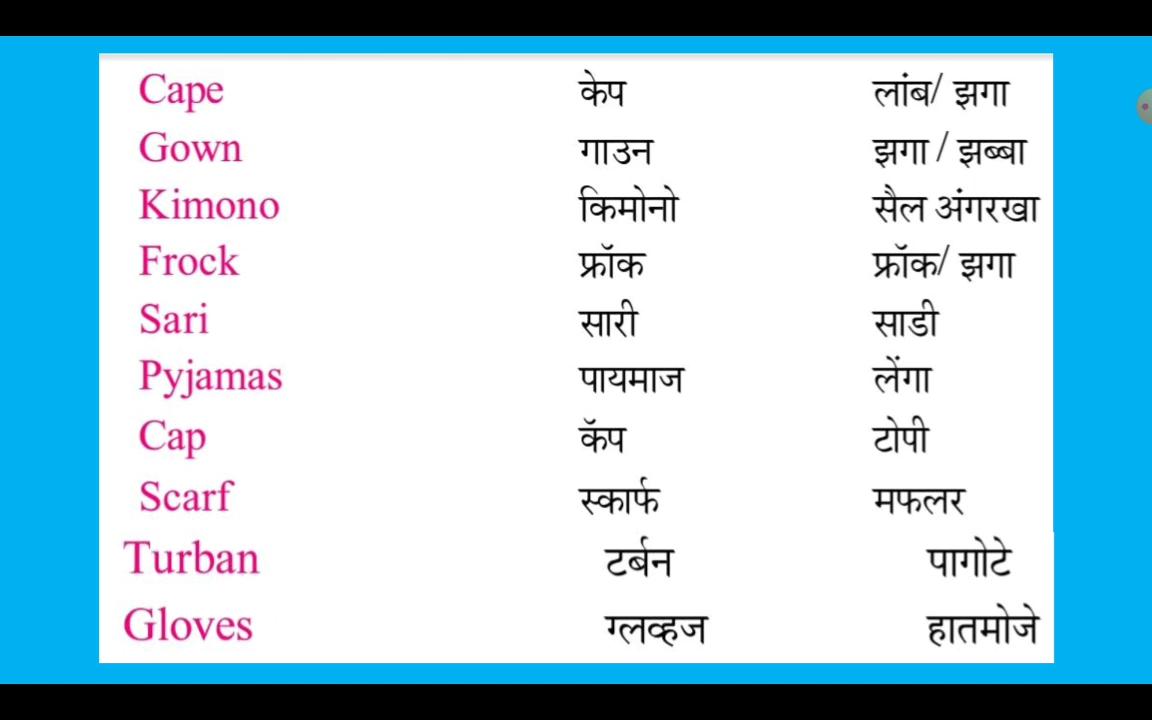 Cape केप लांब/ झगा
Gown गाउन झगा / झब्बा
Kimono किमोनो सैल अंगरखा
Frock फ्रॉक फ्रॉक/ झगा
Sari सारी साडी
Pyjamas पायमाज लेंगा
Cap कॅप टोपी
Scarf स्कार्फ मफलर
Turban टर्बन पागोटे
Gloves ग्लव्हज हातमोजे